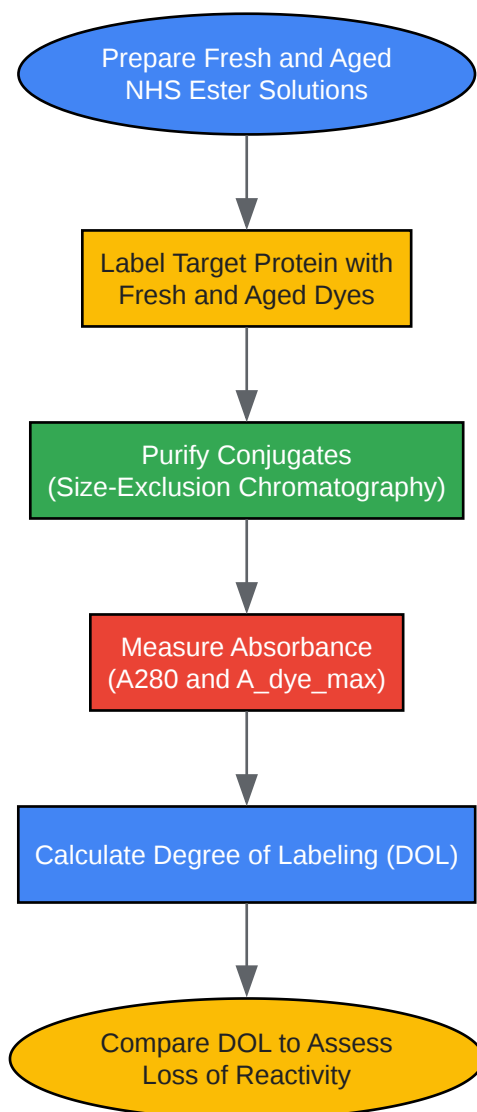 Prepare Fresh and Aged
NHS Ester Solutions
Label Target Protein with
Fresh and Aged Dyes
Purify Conjugates
(Size-Exclusion Chromatography)
Measure Absorbance
(A280 and A_dye_max)
Calculate Degree of Labeling (DOL)
Compare DOL to Assess
Loss of Reactivity